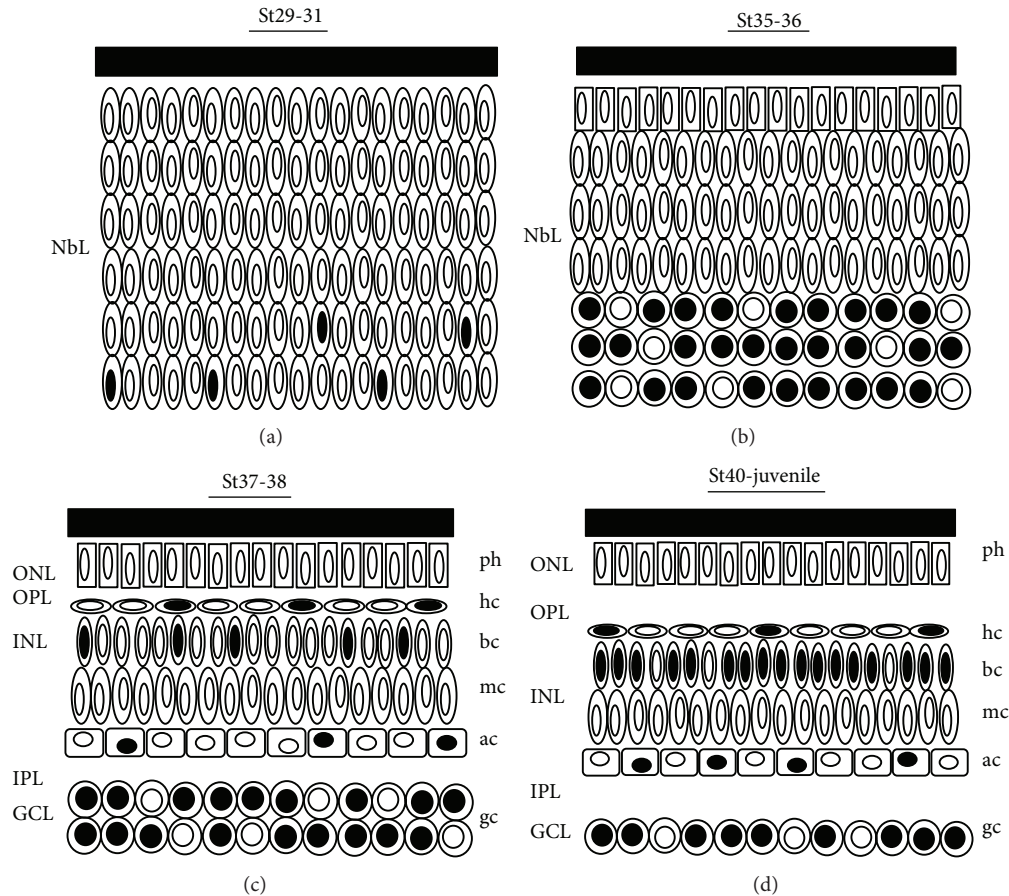 St29-31
NbL
(a)
St35-36
NbL
(b)
St37-38
ONL
ph
OPL
hc
INL
bc
mc
ac
IPL
GCL
gc
(c)
St40-juvenile
ONL
ph
OPL
hc
bc
INL
mc
ac
IPL
GCL
gc
(d)